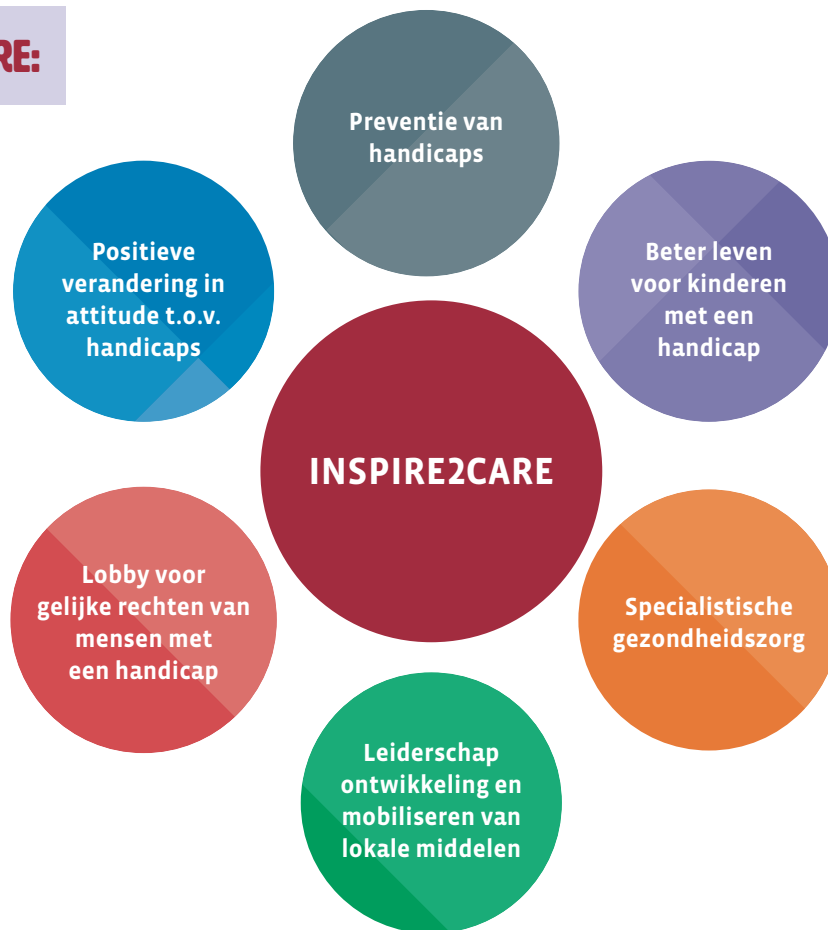 RE:
Preventie van
handicaps
Positieve
verandering in
attitude t.o.v.
handicaps
Beter leven
voor kinderen
met een
handicap
INSPIRE2CARE
Lobby voor
gelijke rechten van
mensen met
een handicap
Specialistische
gezondheidszorg
Leiderschap
ontwikkeling en
mobiliseren van
lokale middelen